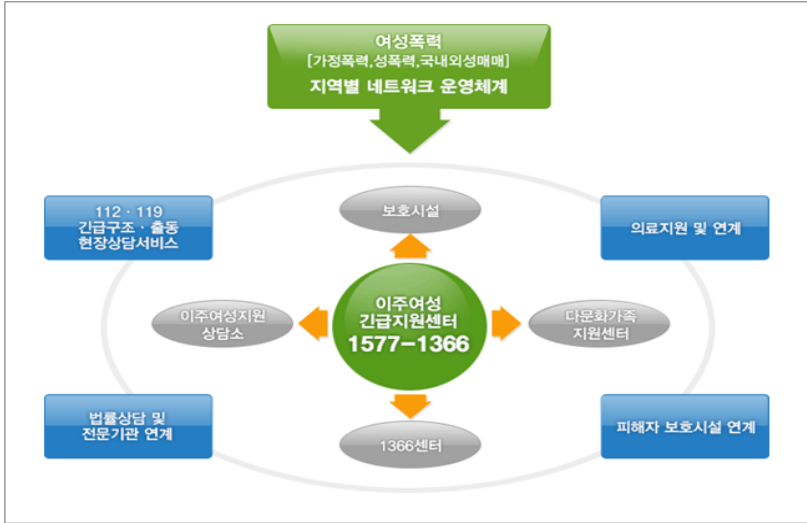 여성폭력
[가정폭력,성폭력,국내외성매매]
지역별 네트워크 운영체계
112 · 119
긴급구조 · 출동
현장상담서비스
보호시설
의료지원 및 연계
이주여성지원
상담소
이주여성
긴급지원센터
1577-1366
다문화가족
지원센터
법률상담 및
전문기관 연계
1366센터
피해자 보호시설 연계